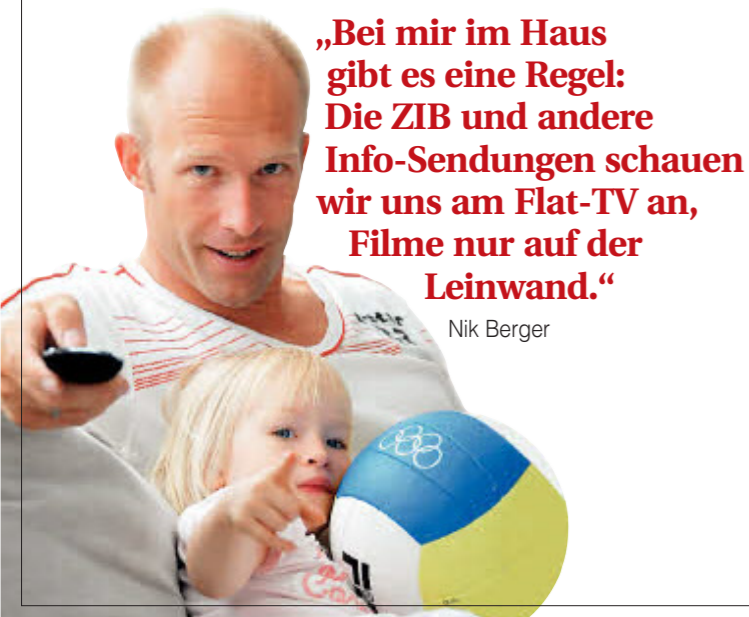 „Bei mir im Haus
gibt es eine Regel:
Die ZIB und andere
Info-Sendungen schauen
wir uns am Flat-TV an,
Filme nur auf der
Leinwand.“
Nik Berger